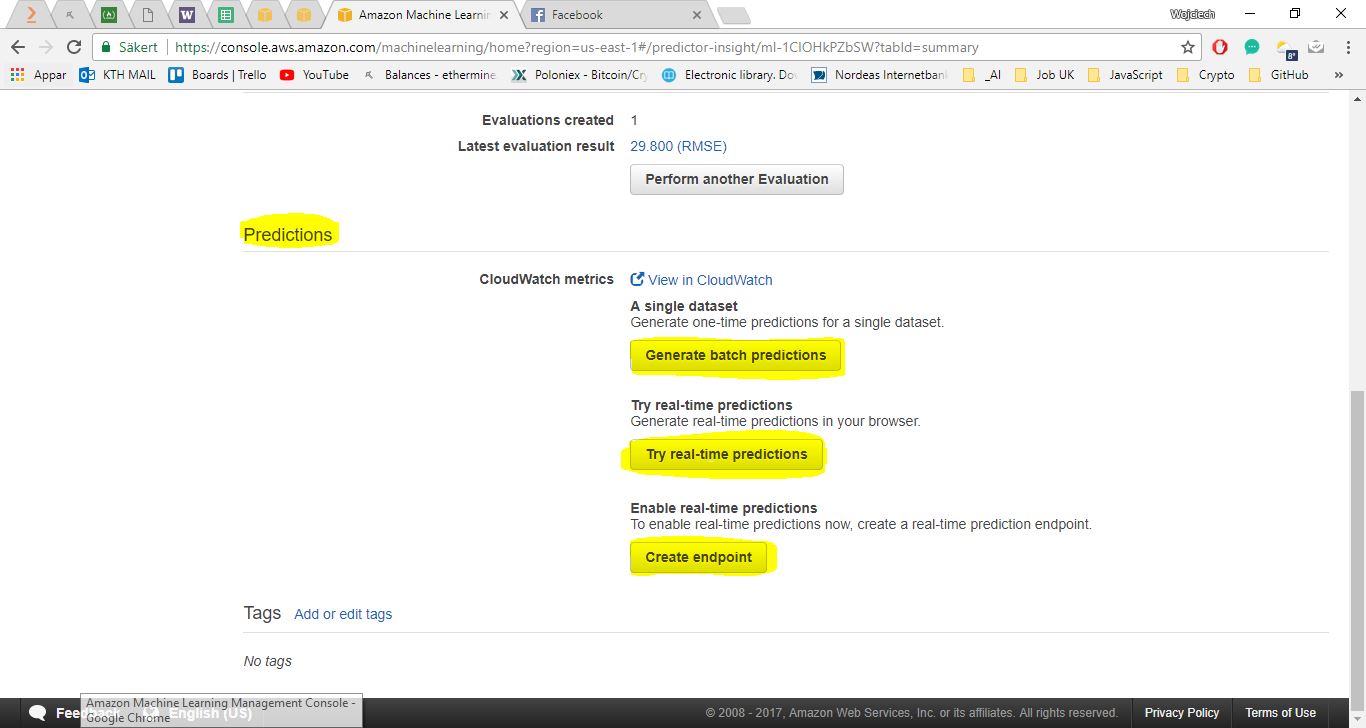 Amazon Machine Learnin
Facebook
Wojciech
Säkert
https://console.aws.amazon.com/machinelearning/home?region=us-east-1#/predictor-insight/ml-1ClOHkPZbSW?tabId=summary
8°
Appar
KTH MAIL
Boards | Trello
YouTube
Balances - ethermine
Poloniex - Bitcoin/Cry
Electronic library. Do
Nordeas Internetbank
_AI
Job UK
JavaScript
Crypto
GitHub
»
Evaluations created 1
Latest evaluation result 29.800 (RMSE)
Perform another Evaluation
Predictions
CloudWatch metrics View in CloudWatch
A single dataset
Generate one-time predictions for a single dataset.
Generate batch predictions
Try real-time predictions
Generate real-time predictions in your browser.
Try real-time predictions
Enable real-time predictions
To enable real-time predictions now, create a real-time prediction endpoint.
Create endpoint
Tags Add or edit tags
No tags
Amazon Machine Learning Management Console -
Google Chrome
Feedb
English (US)
© 2008 - 2017, Amazon Web Services, Inc. or its affiliates. All rights reserved.
Privacy Policy
Terms of Use